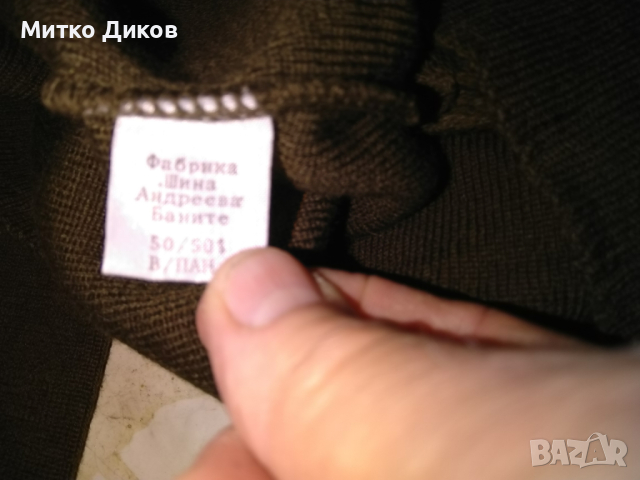 Митко Диков
Фабрика
"Шина
Андреева"
Баните
50/50%
В/ПАН
BAZAR